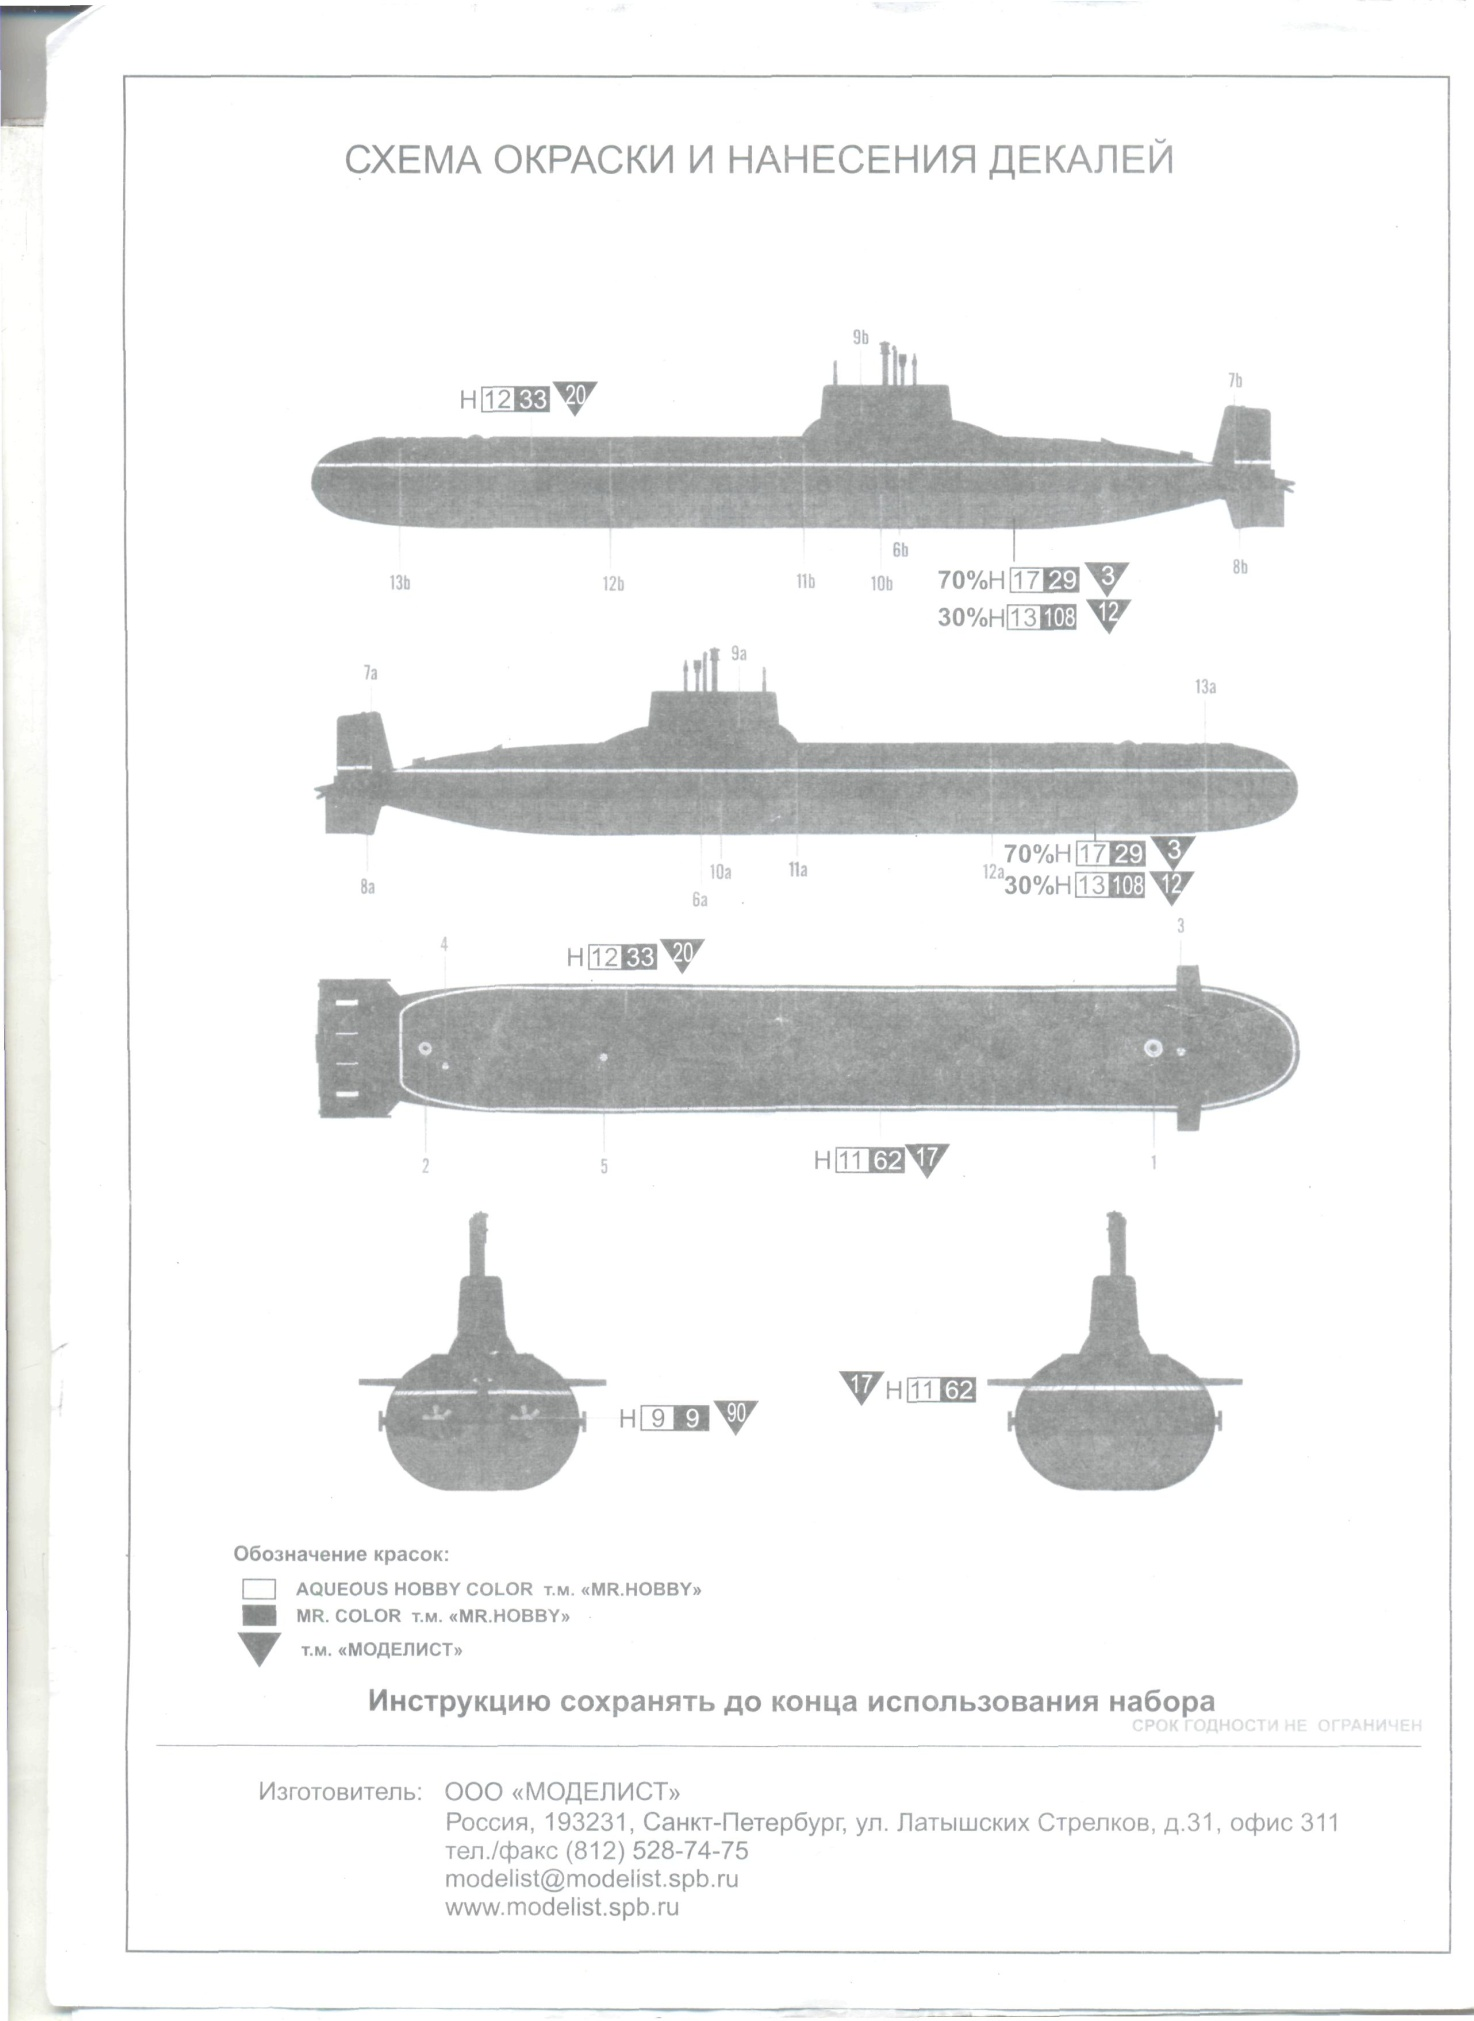 СХЕМА ОКРАСКИ И НАНЕСЕНИЯ ДЕКАЛЕЙ
9b
7b
H 12 33 20
6b
13b 12b 11b 10b 8b
70%H 17 29 3
30%H 13 108 12
9a
7a
13a
70%H 17 29 3
10a 11a 12a
8a
30%H 13 108 12
6a
3
4
H 12 33 20
2 5 1
H 11 62 17
17 H 11 62
H 9 9 90
Обозначение красок:
AQUEOUS HOBBY COLOR т.м. «MR.HOBBY»
MR. COLOR т.м. «MR.HOBBY»
т.м. «МОДЕЛИСТ»
Инструкцию сохранять до конца использования набора
СРОК ГОДНОСТИ НЕ ОГРАНИЧЕН
Изготовитель: ООО «МОДЕЛИСТ»
Россия, 193231, Санкт-Петербург, ул. Латышских Стрелков, д.31, офис 311
тел./факс (812) 528-74-75
modelist@modelist.spb.ru
www.modelist.spb.ru